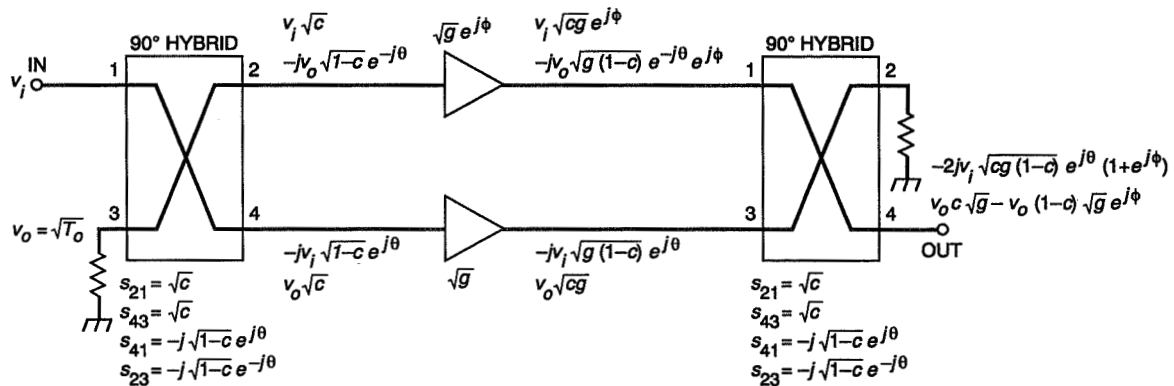 IN
v_i
90° HYBRID
1
2
3
4
v_o = √T_o
s_21 = √c
s_43 = √c
s_41 = -j √(1-c) e^{jθ}
s_23 = -j √(1-c) e^{-jθ}
v_i √c
-jv_o √(1-c) e^{-jθ}
√g e^{jϕ}
v_i √(cg) e^{jϕ}
-jv_o √(g (1-c)) e^{-jθ} e^{jϕ}
-jv_i √(1-c) e^{jθ}
v_o √c
√g
-jv_i √(g (1-c)) e^{jθ}
v_o √(cg)
90° HYBRID
1
2
3
4
-2jv_i √(cg (1-c)) e^{jθ} (1+e^{jϕ})
v_o c √g - v_o (1-c) √g e^{jϕ}
OUT
s_21 = √c
s_43 = √c
s_41 = -j √(1-c) e^{jθ}
s_23 = -j √(1-c) e^{-jθ}